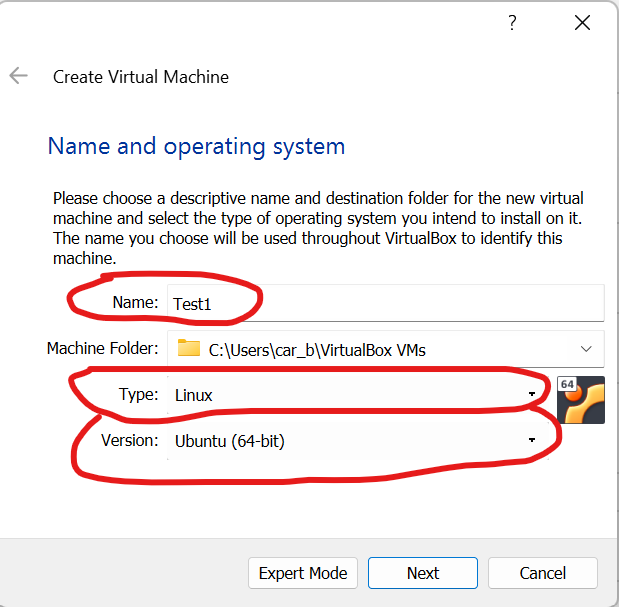 ?
Create Virtual Machine
Name and operating system
Please choose a descriptive name and destination folder for the new virtual
machine and select the type of operating system you intend to install on it.
The name you choose will be used throughout VirtualBox to identify this
machine.
Name: Test1
Machine Folder: C:\Users\car_b\VirtualBox VMs
Type: Linux
64
Version: Ubuntu (64-bit)
Expert Mode Next Cancel